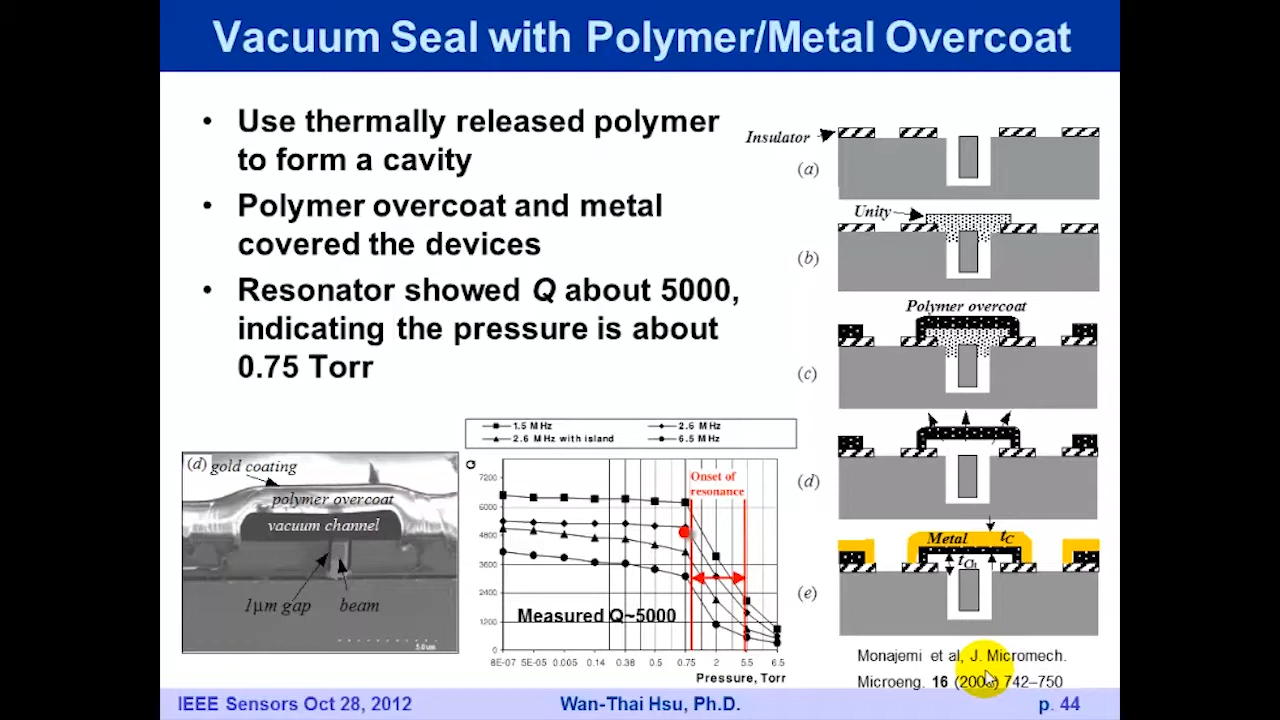 Vacuum Seal with Polymer/Metal Overcoat
• Use thermally released polymer
to form a cavity
• Polymer overcoat and metal
covered the devices
• Resonator showed Q about 5000,
indicating the pressure is about
0.75 Torr
Insulator
(a)
Unity
(b)
Polymer overcoat
(c)
(d)
Metal
tC
(e)
(d) gold coating
polymer overcoat
vacuum channel
1μm gap
beam
5.0um
1.5 MHz
2.6 MHz
2.6 MHz with island
6.5 MHz
Q
7200
6000
4800
3600
2400
1200
0
Onset of
resonance
Measured Q~5000
8E-07 5E-05 0.005 0.14 0.38 0.5 0.75 2 5.5 6.5
Pressure, Torr
Monajemi et al, J. Micromech.
Microeng. 16 742–750
IEEE Sensors Oct 28, 2012
Wan-Thai Hsu, Ph.D.
p. 44